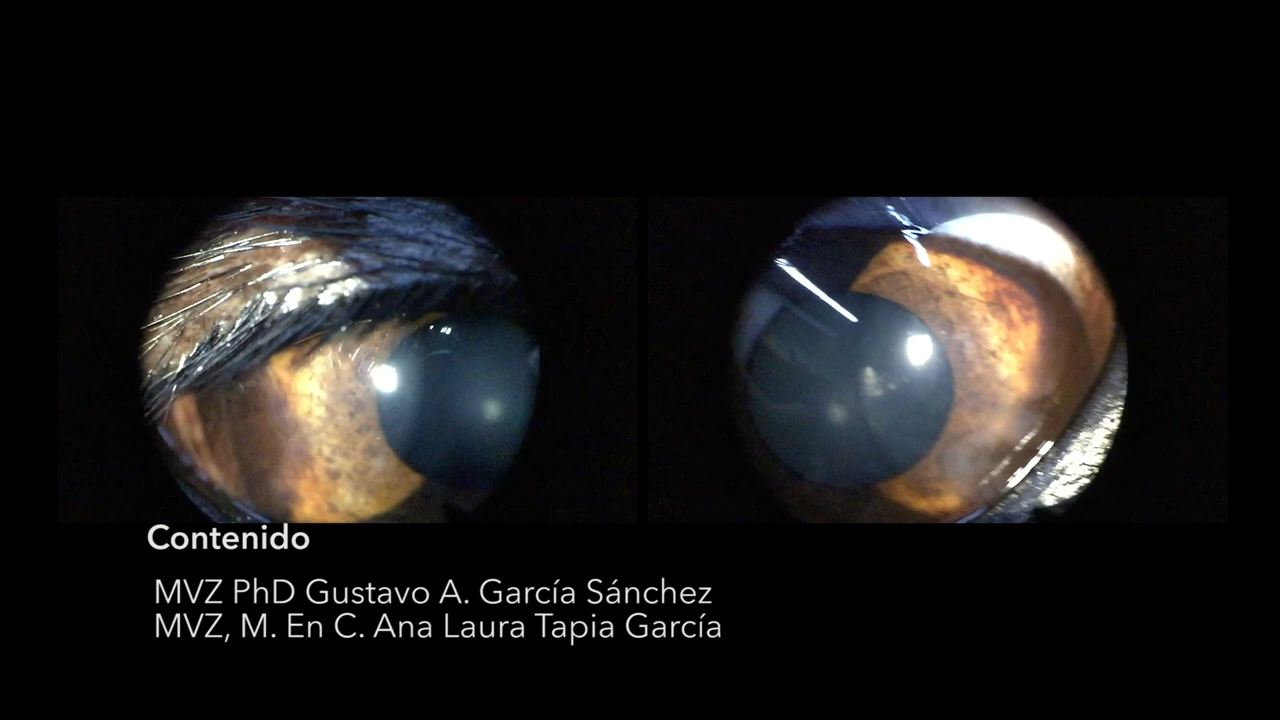 Contenido
MVZ PhD Gustavo A. García Sánchez
MVZ, M. En C. Ana Laura Tapia García